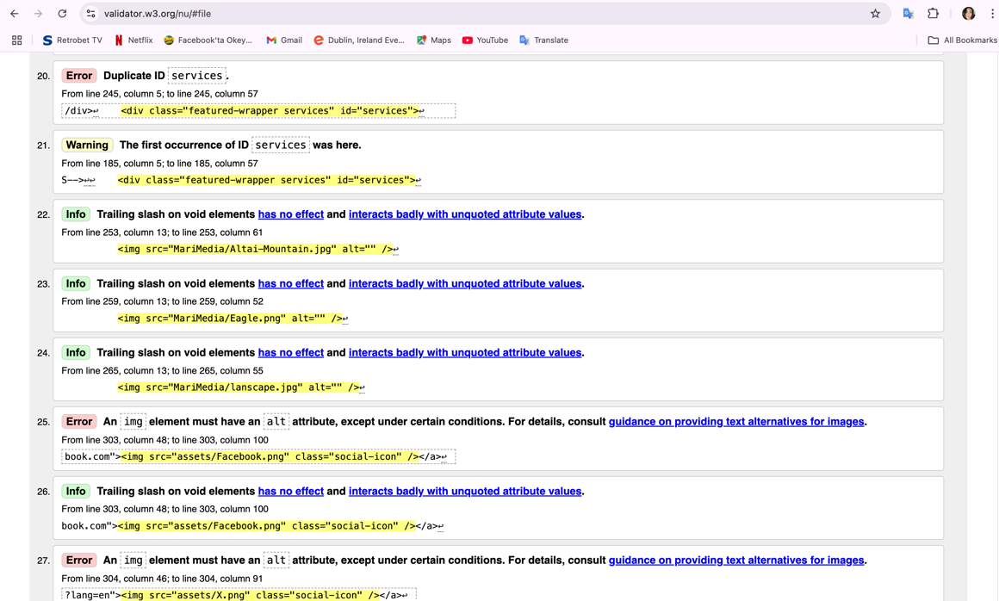 validator.w3.org/nu/#file
Retrobet TV Netflix Facebook'ta Okey... Gmail Dublin, Ireland Eve... Maps YouTube Translate All Bookmarks
20. Error Duplicate ID services.
From line 245, column 5; to line 245, column 57
/div>↩ <div class="featured-wrapper services" id="services">↩
21. Warning The first occurrence of ID services was here.
From line 185, column 5; to line 185, column 57
S-->↩↩ <div class="featured-wrapper services" id="services">↩
22. Info Trailing slash on void elements has no effect and interacts badly with unquoted attribute values.
From line 253, column 13; to line 253, column 61
<img src="MariMedia/Altai-Mountain.jpg" alt="" />↩
23. Info Trailing slash on void elements has no effect and interacts badly with unquoted attribute values.
From line 259, column 13; to line 259, column 52
<img src="MariMedia/Eagle.png" alt="" />↩
24. Info Trailing slash on void elements has no effect and interacts badly with unquoted attribute values.
From line 265, column 13; to line 265, column 55
<img src="MariMedia/lanscape.jpg" alt="" />↩
25. Error An img element must have an alt attribute, except under certain conditions. For details, consult guidance on providing text alternatives for images.
From line 303, column 48; to line 303, column 100
book.com"><img src="assets/Facebook.png" class="social-icon" /></a>↩
26. Info Trailing slash on void elements has no effect and interacts badly with unquoted attribute values.
From line 303, column 48; to line 303, column 100
book.com"><img src="assets/Facebook.png" class="social-icon" /></a>↩
27. Error An img element must have an alt attribute, except under certain conditions. For details, consult guidance on providing text alternatives for images.
From line 304, column 46; to line 304, column 91
?lang=en"><img src="assets/X.png" class="social-icon" /></a>↩